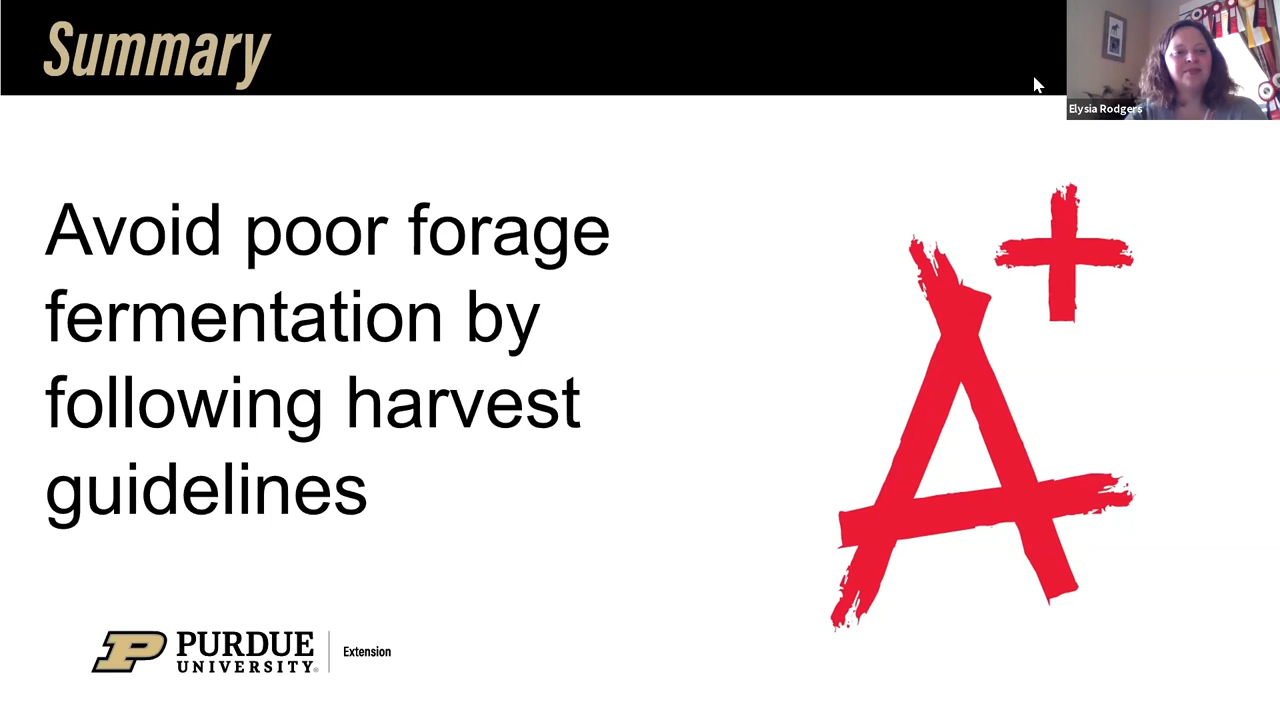 Summary
Elysia Rodgers
Avoid poor forage
fermentation by
following harvest
guidelines
A+
PURDUE
UNIVERSITY®
Extension